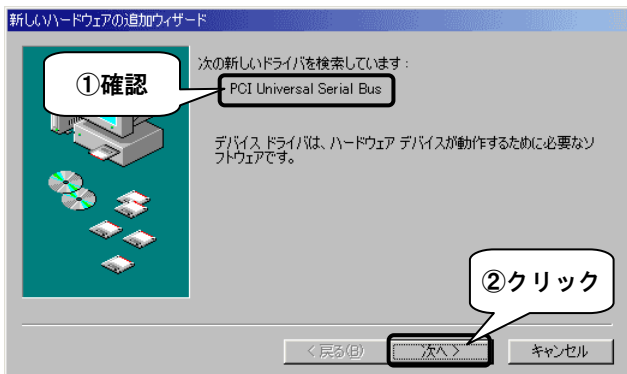 新しいハードウェアの追加ウィザード
次の新しいドライバを検索しています：
①確認
PCI Universal Serial Bus
デバイス ドライバは、ハードウェア デバイスが動作するために必要なソ
フトウェアです。
②クリック
< 戻る(B)
次へ >
キャンセル